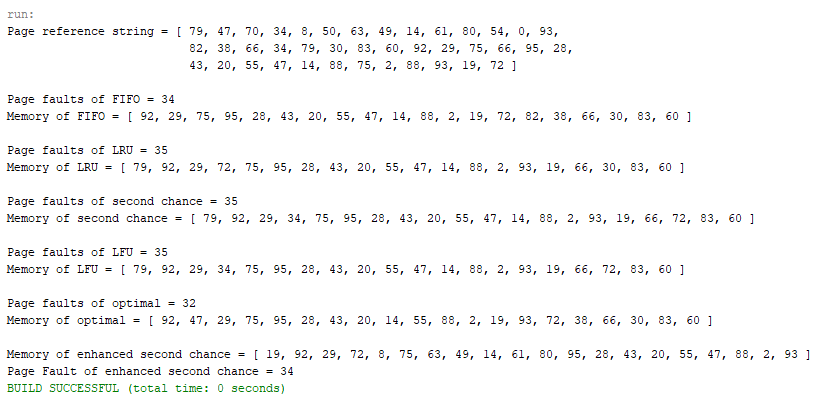 run:
Page reference string = [ 79, 47, 70, 34, 8, 50, 63, 49, 14, 61, 80, 54, 0, 93,
82, 38, 66, 34, 79, 30, 83, 60, 92, 29, 75, 66, 95, 28,
43, 20, 55, 47, 14, 88, 75, 2, 88, 93, 19, 72 ]
Page faults of FIFO = 34
Memory of FIFO = [ 92, 29, 75, 95, 28, 43, 20, 55, 47, 14, 88, 2, 19, 72, 82, 38, 66, 30, 83, 60 ]
Page faults of LRU = 35
Memory of LRU = [ 79, 92, 29, 72, 75, 95, 28, 43, 20, 55, 47, 14, 88, 2, 93, 19, 66, 30, 83, 60 ]
Page faults of second chance = 35
Memory of second chance = [ 79, 92, 29, 34, 75, 95, 28, 43, 20, 55, 47, 14, 88, 2, 93, 19, 66, 72, 83, 60 ]
Page faults of LFU = 35
Memory of LFU = [ 79, 92, 29, 34, 75, 95, 28, 43, 20, 55, 47, 14, 88, 2, 93, 19, 66, 72, 83, 60 ]
Page faults of optimal = 32
Memory of optimal = [ 92, 47, 29, 75, 95, 28, 43, 20, 14, 55, 88, 2, 19, 93, 72, 38, 66, 30, 83, 60 ]
Memory of enhanced second chance = [ 19, 92, 29, 72, 8, 75, 63, 49, 14, 61, 80, 95, 28, 43, 20, 55, 47, 88, 2, 93 ]
Page Fault of enhanced second chance = 34
BUILD SUCCESSFUL (total time: 0 seconds)